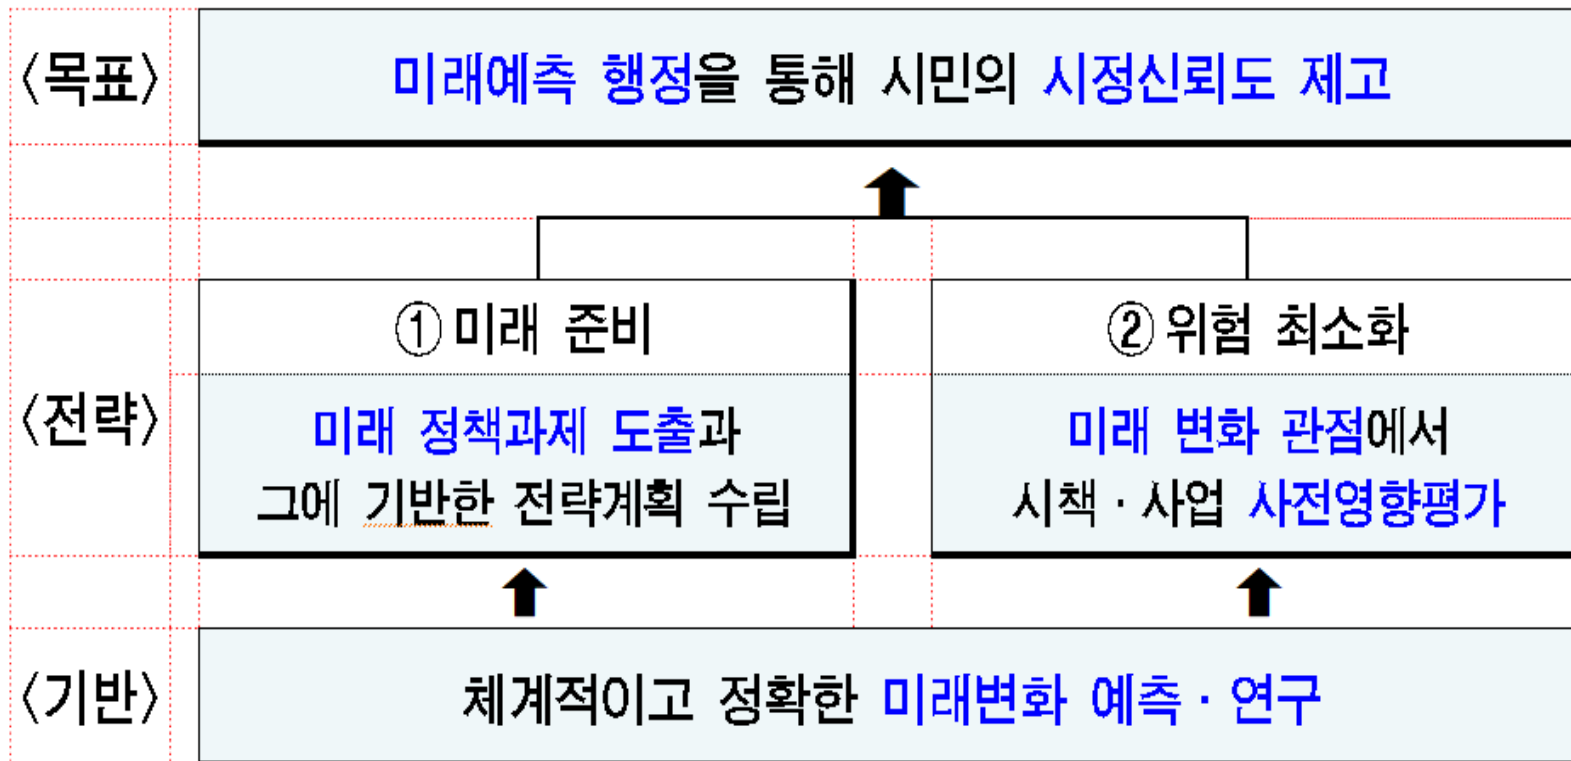 〈목표〉
미래예측 행정을 통해 시민의 시정신뢰도 제고
〈전략〉
① 미래 준비
미래 정책과제 도출과
그에 기반한 전략계획 수립
② 위험 최소화
미래 변화 관점에서
시책·사업 사전영향평가
〈기반〉
체계적이고 정확한 미래변화 예측·연구